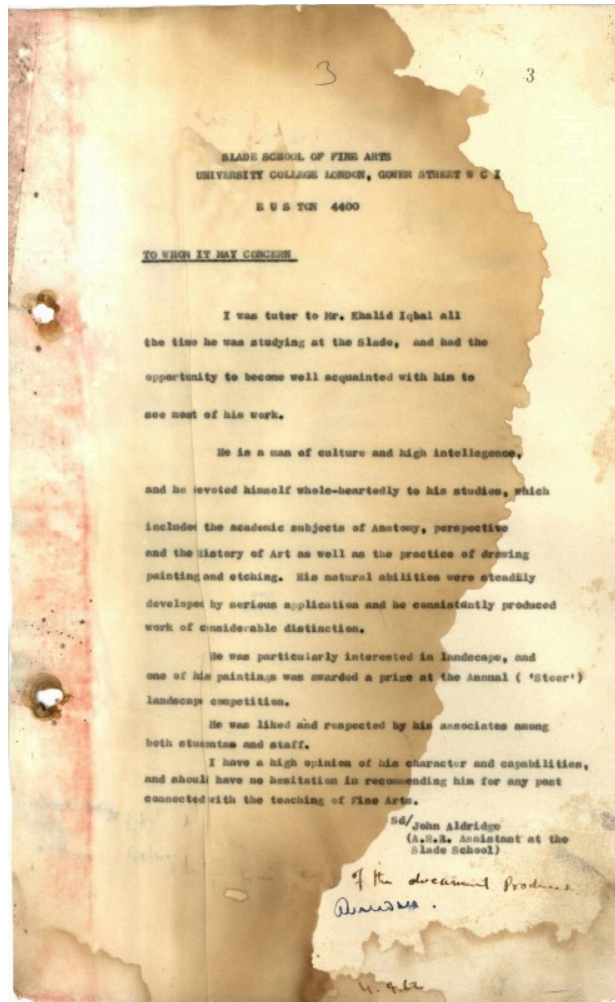 3 3
SLADE SCHOOL OF FINE ARTS
UNIVERSITY COLLEGE LONDON, GOWER STREET W C I
E U S TON 4400
TO WHOM IT MAY CONCERN
I was tutor to Mr. Khalid Iqbal all
the time he was studying at the Slade, and had the
opportunity to become well acquainted with him to
see most of his work.
He is a man of culture and high intellegence,
and he devoted himself whole-heartedly to his studies, which
included the academic subjects of Anatomy, perspective
and the History of Art as well as the practice of drawing
painting and etching. His natural abilities were steadily
developed by serious application and he consistantly produced
work of considerable distinction.
He was particularly interested in landscape, and
one of his paintings was awarded a prize at the Annual ( 'Steer')
landscape competition.
He was liked and respected by his associates among
both studentas and staff.
I have a high opinion of his character and capabilities,
and should have no hesitation in recommending him for any post
connected with the teaching of Fine Arts.
Sd/ John Aldridge
(A.R.A. Assistant at the
Slade School)
of the document Produced